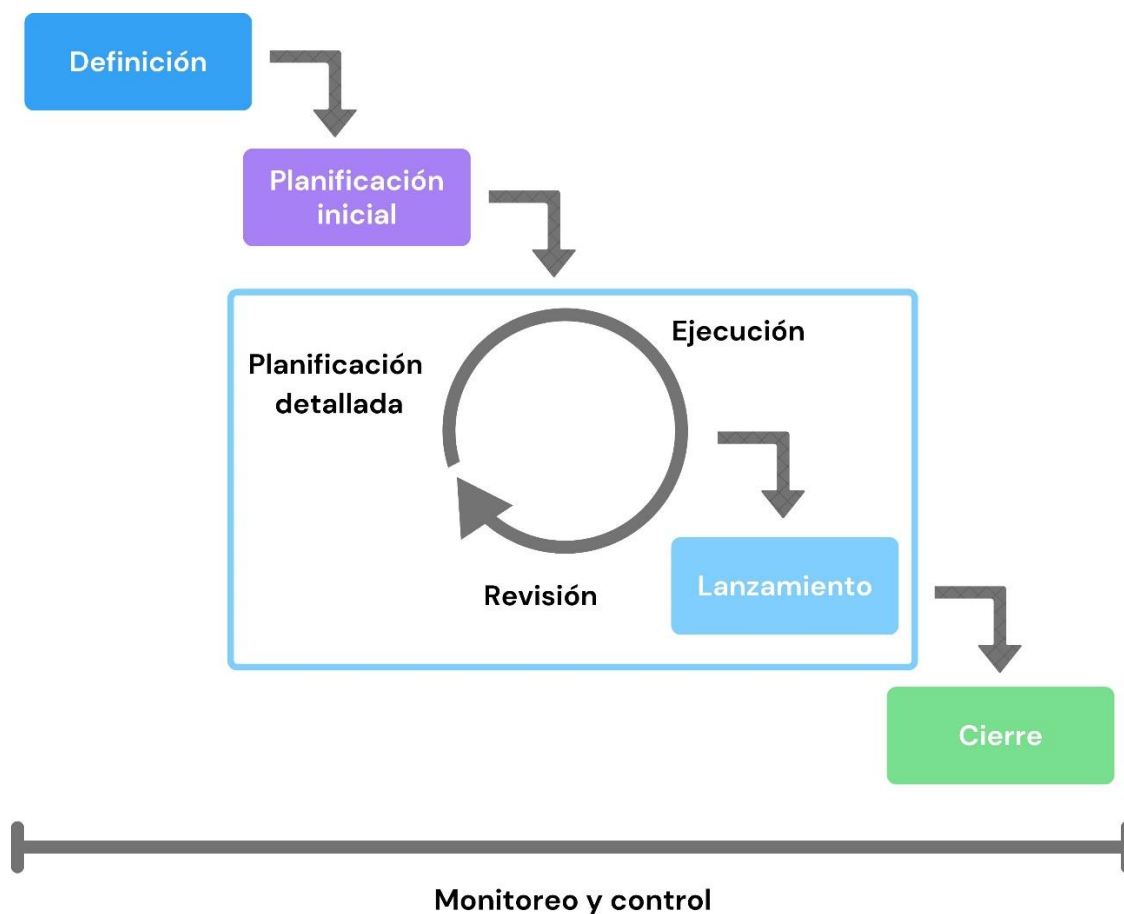 Definición
Planificación
inicial
Ejecución
Planificación
detallada
Lanzamiento
Revisión
Cierre
Monitoreo y control